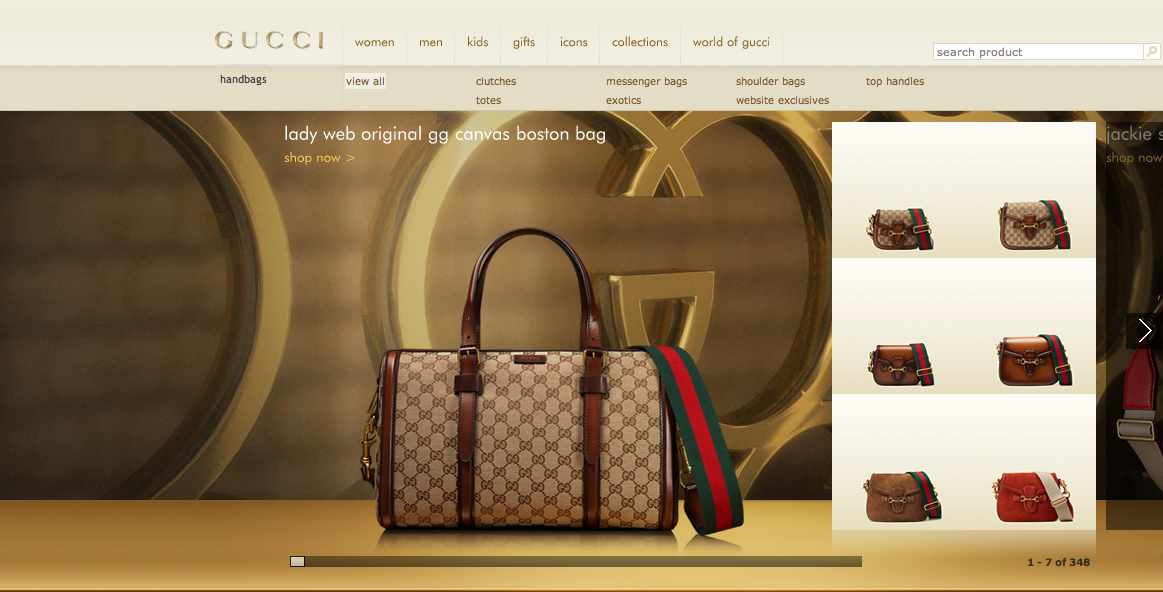 GUCCI
women men kids gifts icons collections world of gucci
search product
handbags
view all clutches messenger bags shoulder bags top handles
totes exotics website exclusives
lady web original gg canvas boston bag
shop now >
jackie s
shop now
1 - 7 of 348